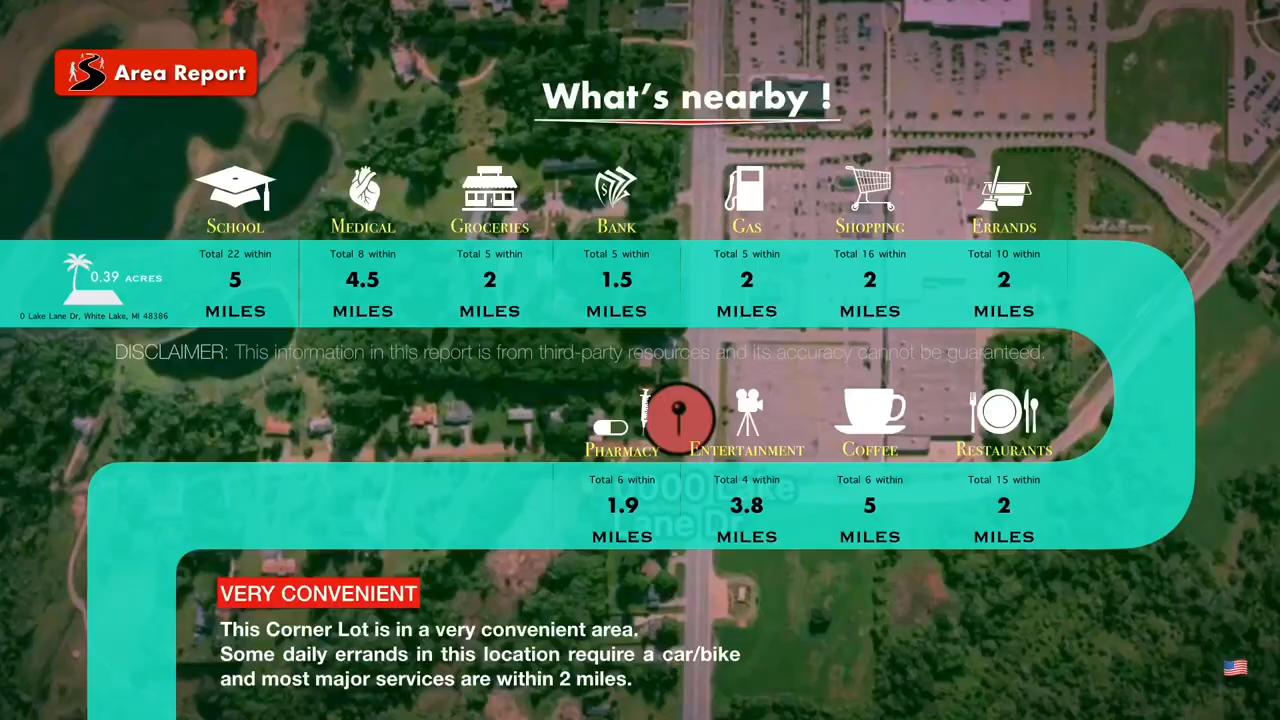 Area Report
What's nearby !
School Medical Groceries Bank Gas Shopping Errands
Total 22 within Total 8 within Total 5 within Total 5 within Total 5 within Total 16 within Total 10 within
0.39 ACRES 5 4.5 2 1.5 2 2 2
0 Lake Lane Dr, White Lake, MI 48386 MILES MILES MILES MILES MILES MILES MILES
DISCLAIMER: This information in this report is from third-party resources and its accuracy cannot be guaranteed.
Pharmacy Entertainment Coffee Restaurants
Total 6 within Total 4 within Total 6 within Total 15 within
1.9 3.8 5 2
MILES MILES MILES MILES
Lane Dr
VERY CONVENIENT
This Corner Lot is in a very convenient area.
Some daily errands in this location require a car/bike
and most major services are within 2 miles.